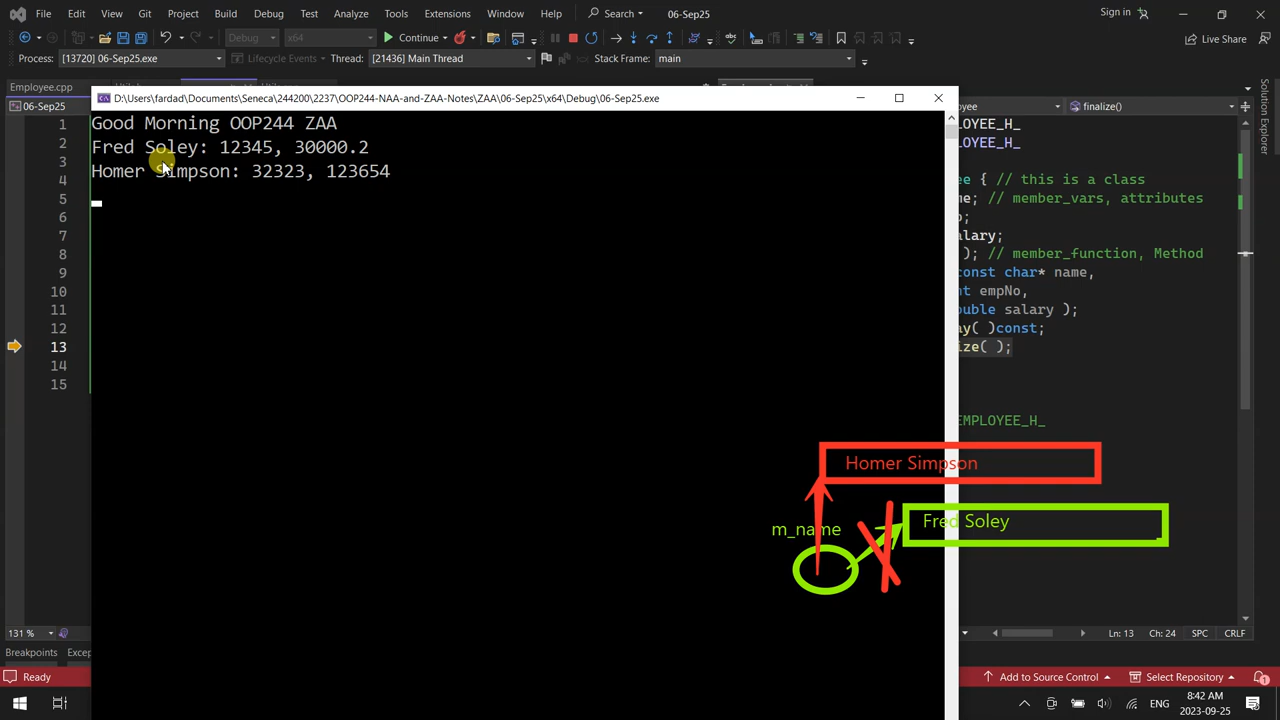 File Edit View Git Project Build Debug Test Analyze Tools Extensions Window Help Search 06-Sep25 Sign in
Debug x64 Continue Live Share
Process: [13720] 06-Sep25.exe Lifecycle Events Thread: [21436] Main Thread Stack Frame: main
Employee.cpp
06-Sep25 D:\Users\fardad\Documents\Seneca\244200\2237\OOP244-NAA-and-ZAA-Notes\ZAA\06-Sep25\x64\Debug\06-Sep25.exe finalize()
Solution Explorer
1 Good Morning OOP244 ZAA OYEE_H_
2 Fred Soley: 12345, 30000.2 OYEE_H_
3 Homer Simpson: 32323, 123654
4 ee { // this is a class
5 me; // member_vars, attributes
6 o;
7 alary;
8 ); // member_function, Method
9 const char* name,
10 nt empNo,
11 ouble salary );
12 ay( )const;
13 ize( );
14
15
EMPLOYEE_H_
Homer Simpson
Fred Soley
m_name
131 % Ln: 13 Ch: 24 SPC CRLF
Breakpoints Excep
Ready Add to Source Control Select Repository 1
ENG 8:42 AM
2023-09-25